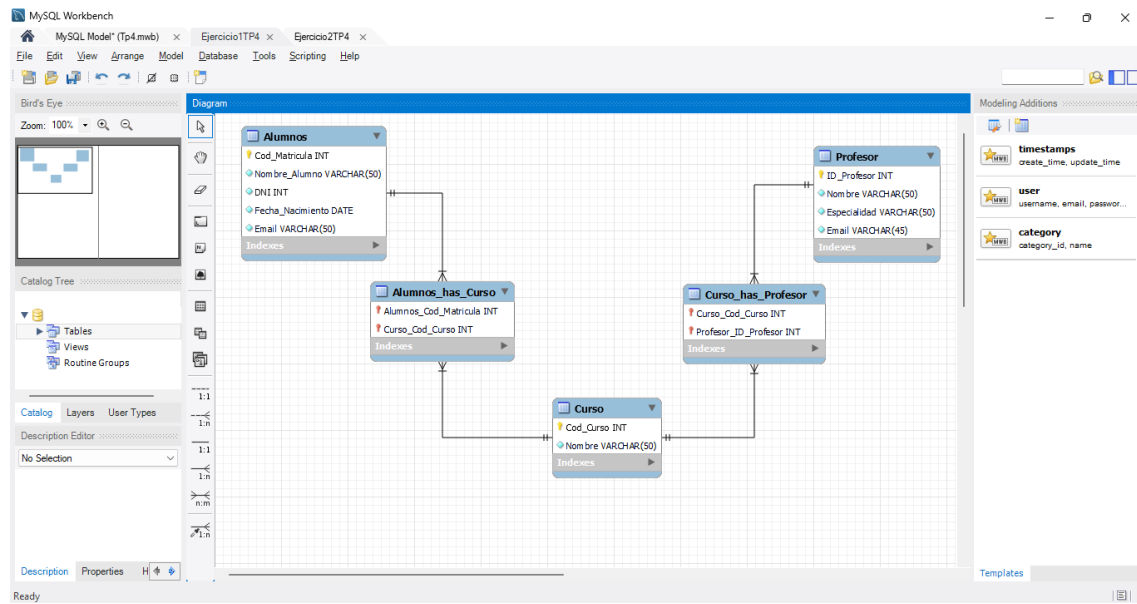 MySQL Workbench
MySQL Model* (Tp4.mwb) × Ejercicio1TP4 × Ejercicio2TP4 ×
File Edit View Arrange Model Database Tools Scripting Help
Bird's Eye
Zoom: 100%
Diagram
Modeling Additions
timestamps
create_time, update_time
user
username, email, passwor...
category
category_id, name
Alumnos
Cod_Matricula INT
Nombre_Alumno VARCHAR(50)
DNI INT
Fecha_Nacimiento DATE
Email VARCHAR(50)
Indexes
Profesor
ID_Profesor INT
Nombre VARCHAR(50)
Especialidad VARCHAR(50)
Email VARCHAR(45)
Indexes
Alumnos_has_Curso
Alumnos_Cod_Matricula INT
Curso_Cod_Curso INT
Indexes
Curso_has_Profesor
Curso_Cod_Curso INT
Profesor_ID_Profesor INT
Indexes
Curso
Cod_Curso INT
Nombre VARCHAR(50)
Indexes
Catalog Tree
Tables
Views
Routine Groups
Catalog Layers User Types
Description Editor
No Selection
1:1
1:n
1:1
1:n
n:m
1:n
Description Properties H
Templates
Ready